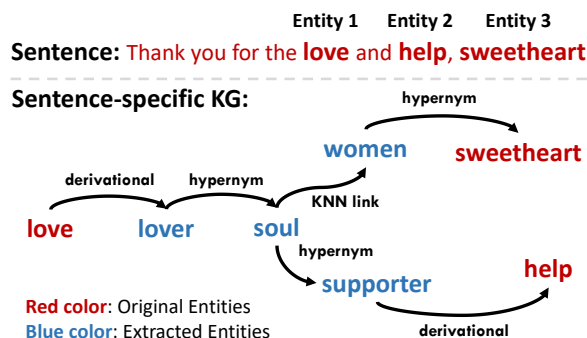 Entity 1 Entity 2 Entity 3
Sentence: Thank you for the love and help, sweetheart
Sentence-specific KG:
hypernym
women sweetheart
derivational hypernym
KNN link
love lover soul
hypernym
supporter help
Red color: Original Entities
Blue color: Extracted Entities
derivational